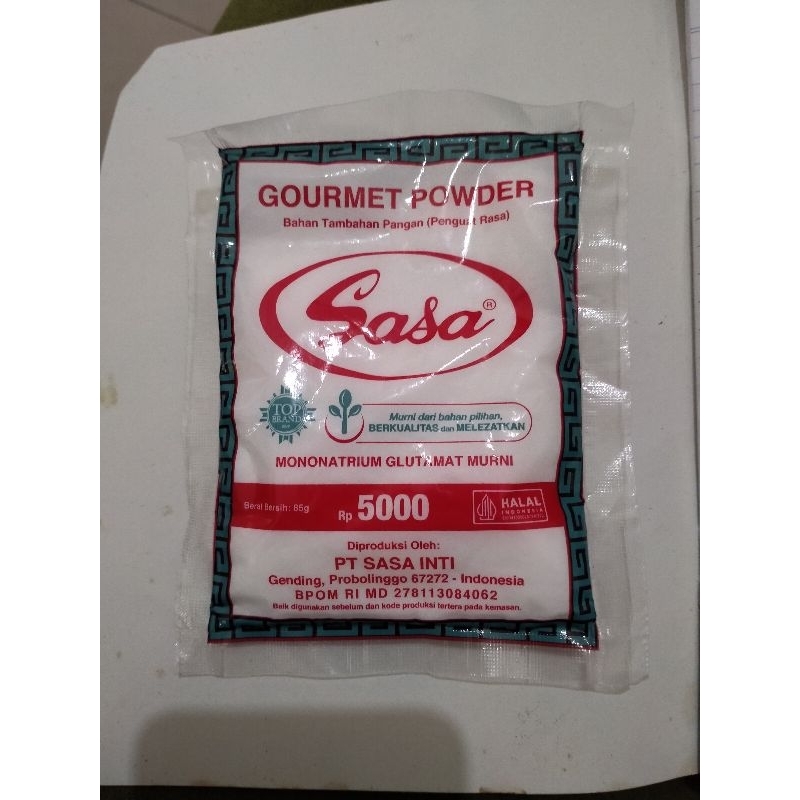 GOURMET POWDER
Bahan Tambahan Pangan (Penguat Rasa)
Sasa®
TOP
BRAND
Murni dari bahan pilihan,
BERKUALITAS dan MELEZATKAN
MONONATRIUM GLUTAMAT MURNI
Berat Bersih: 85g
Rp 5000
HALAL
INDONESIA
Diproduksi Oleh:
PT SASA INTI
Gending, Probolinggo 67272 - Indonesia
BPOM RI MD 278113084062
Baik digunakan sebelum dan kode produksi tertera pada kemasan.